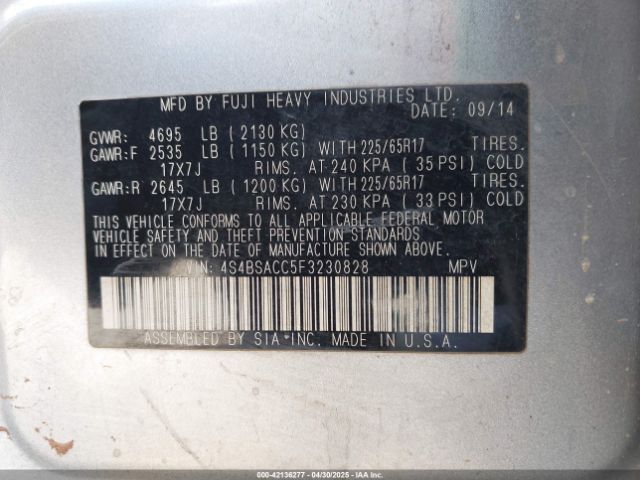 MFD BY FUJI HEAVY INDUSTRIES LTD.
DATE: 09/14
GVWR: 4695 LB ( 2130 KG)
GAWR:F 2535 LB ( 1150 KG) WITH 225/65R17 TIRES.
17X7J RIMS. AT 240 KPA ( 35 PSI) COLD
GAWR:R 2645 LB ( 1200 KG) WITH 225/65R17 TIRES.
17X7J RIMS. AT 230 KPA ( 33 PSI) COLD
THIS VEHICLE CONFORMS TO ALL APPLICABLE FEDERAL MOTOR
VEHICLE SAFETY AND THEFT PREVENTION STANDARDS
IN EFFECT ON THE DATE OF MANUFACTURE SHOWN ABOVE.
VIN: 4S4BSACC5F3230828 MPV
ASSEMBLED BY SIA INC. MADE IN U.S.A.
000-42136277 - 04/30/2025 - COPYRIGHT IAA, LLC